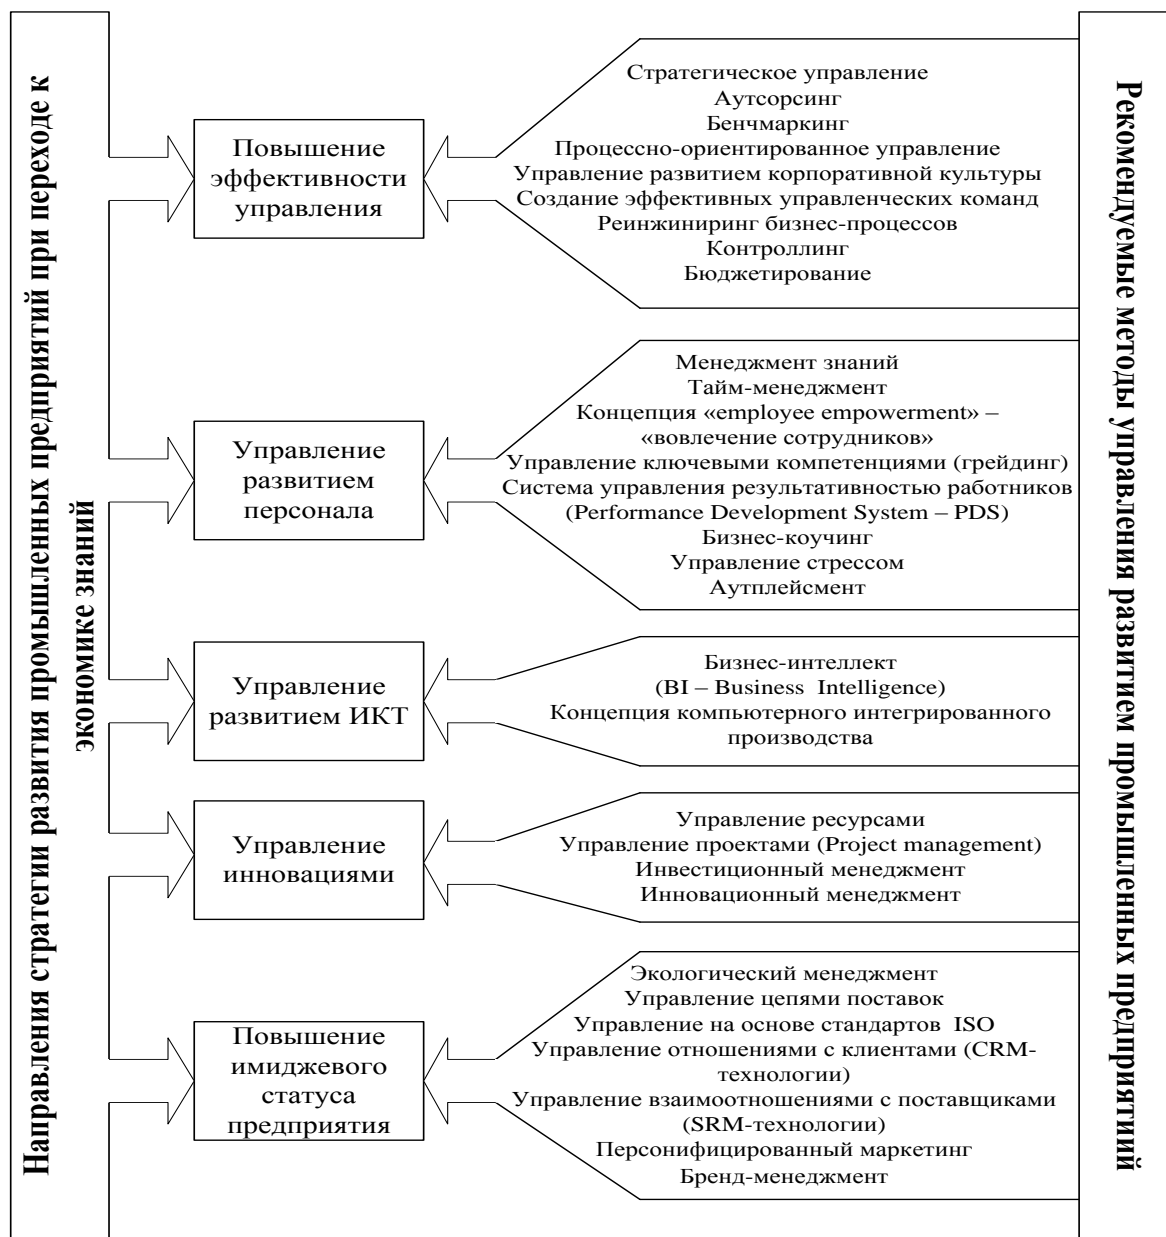 Направления стратегии развития промышленных предприятий при переходе к
экономике знаний
Повышение
эффективности
управления
Стратегическое управление
Аутсорсинг
Бенчмаркинг
Процессно-ориентированное управление
Управление развитием корпоративной культуры
Создание эффективных управленческих команд
Реинжиниринг бизнес-процессов
Контроллинг
Бюджетирование
Управление
развитием
персонала
Менеджмент знаний
Тайм-менеджмент
Концепция «employee empowerment» –
«вовлечение сотрудников»
Управление ключевыми компетенциями (грейдинг)
Система управления результативностью работников
(Performance Development System – PDS)
Бизнес-коучинг
Управление стрессом
Аутплейсмент
Управление
развитием ИКТ
Бизнес-интеллект
(BI – Business Intelligence)
Концепция компьютерного интегрированного
производства
Управление
инновациями
Управление ресурсами
Управление проектами (Project management)
Инвестиционный менеджмент
Инновационный менеджмент
Повышение
имиджевого
статуса
предприятия
Экологический менеджмент
Управление цепями поставок
Управление на основе стандартов ISO
Управление отношениями с клиентами (CRM-
технологии)
Управление взаимоотношениями с поставщиками
(SRM-технологии)
Персонифицированный маркетинг
Бренд-менеджмент
Рекомендуемые методы управления развитием промышленных предприятиий